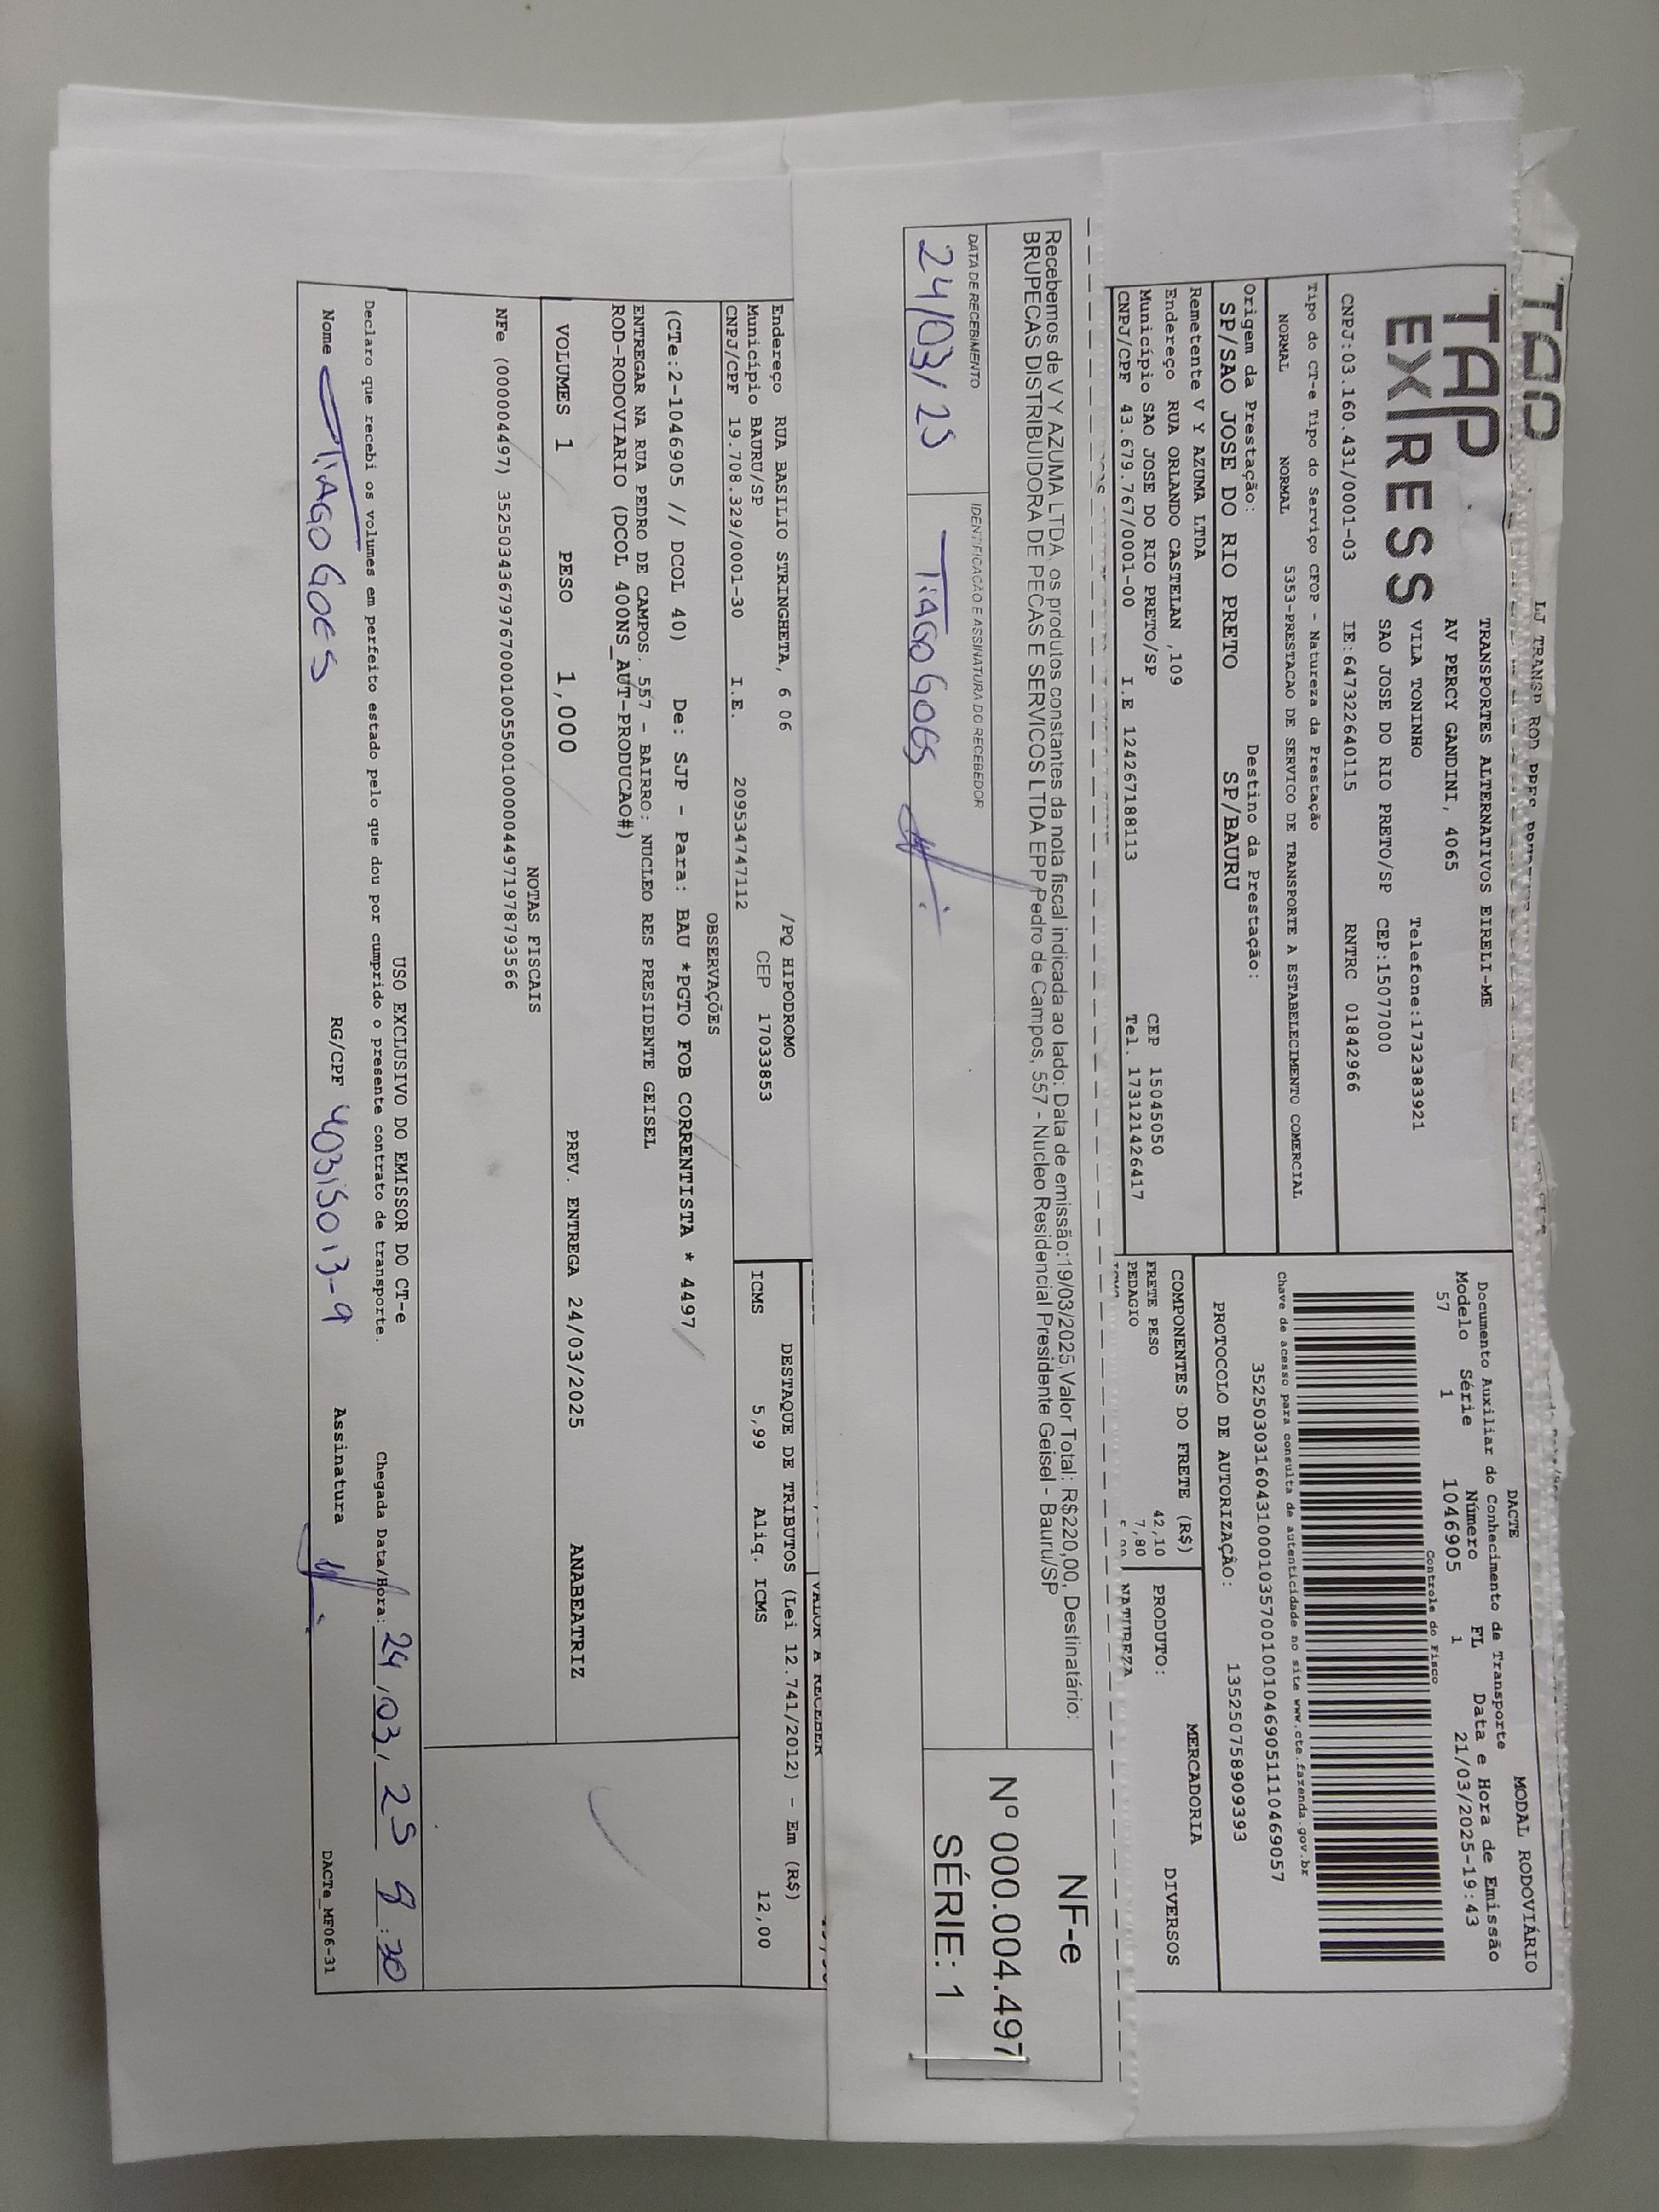 TAP
LJ TRANSP ROD PRES
TAP
EXPRESS
TRANSPORTES ALTERNATIVOS EIRELI-ME
AV PERCY GANDINI, 4065
VILA TONINHO Telefone:1732383921
SAO JOSE DO RIO PRETO/SP CEP:15077000
CNPJ:03.160.431/0001-03 IE:647322640115 RNTRC 01842966
DACTE MODAL RODOVIÁRIO
Documento Auxiliar do Conhecimento de Transporte
Modelo Série Número FL Data e Hora de Emissão
57 1 1046905 1 21/03/2025-19:43
Controle do Fisco
Chave de acesso para consulta de autenticidade no site www.cte.fazenda.gov.br
35250303160431000103570010010469051110469057
PROTOCOLO DE AUTORIZAÇÃO: 135250758909393
Tipo do CT-e Tipo do Serviço CFOP - Natureza da Prestação
NORMAL NORMAL 5353-PRESTACAO DE SERVICO DE TRANSPORTE A ESTABELECIMENTO COMERCIAL
Origem da Prestação: Destino da Prestação:
SP/SAO JOSE DO RIO PRETO SP/BAURU
Remetente V Y AZUMA LTDA
Endereço RUA ORLANDO CASTELAN ,109
Município SAO JOSE DO RIO PRETO/SP CEP 15045050
CNPJ/CPF 43.679.767/0001-00 I.E 124267188113 Tel. 173121426417
COMPONENTES DO FRETE (R$) MERCADORIA
FRETE PESO 42,10 PRODUTO: DIVERSOS
PEDAGIO 7,80
NATUREZA
Recebemos de V Y AZUMA LTDA, os produtos constantes da nota fiscal indicada ao lado: Data de emissão:19/03/2025,Valor Total: R$220,00, Destinatário:
BRUPECAS DISTRIBUIDORA DE PECAS E SERVICOS LTDA EPP Pedro de Campos, 557 - Nucleo Residencial Presidente Geisel - Bauru/SP
DATA DE RECEBIMENTO IDENTIFICAÇÃO E ASSINATURA DO RECEBEDOR
24/03/25 TIAGO GOES
NF-e
Nº 000.004.497
SÉRIE: 1
VALOR A RECEBER
Endereço RUA BASILIO STRINGHETA, 6 06 /PQ HIPODROMO
Município BAURU/SP CEP 17033853
CNPJ/CPF 19.708.329/0001-30 I.E. 209534747112
DESTAQUE DE TRIBUTOS (Lei 12.741/2012) - Em (R$)
ICMS 5,99 Aliq. ICMS 12,00
OBSERVAÇÕES
(CTe:2-1046905 // DCOL 40) De: SJP - Para: BAU *PGTO FOB CORRENTISTA * 4497
ENTREGAR NA RUA PEDRO DE CAMPOS, 557 - BAIRRO: NUCLEO RES PRESIDENTE GEISEL
ROD-RODOVIARIO (DCOL 400NS_AUT-PRODUCAO#)
VOLUMES 1 PESO 1,000 PREV. ENTREGA 24/03/2025 ANABEATRIZ
NOTAS FISCAIS
NFe (000004497) 35250343679767000100550010000044971978793566
USO EXCLUSIVO DO EMISSOR DO CT-e
Declaro que recebi os volumes em perfeito estado pelo que dou por cumprido o presente contrato de transporte. Chegada Data/Hora: 24/03/25 9:30
Nome TIAGO GOES RG/CPF 40315013-9 Assinatura
DACTe_MF06-31